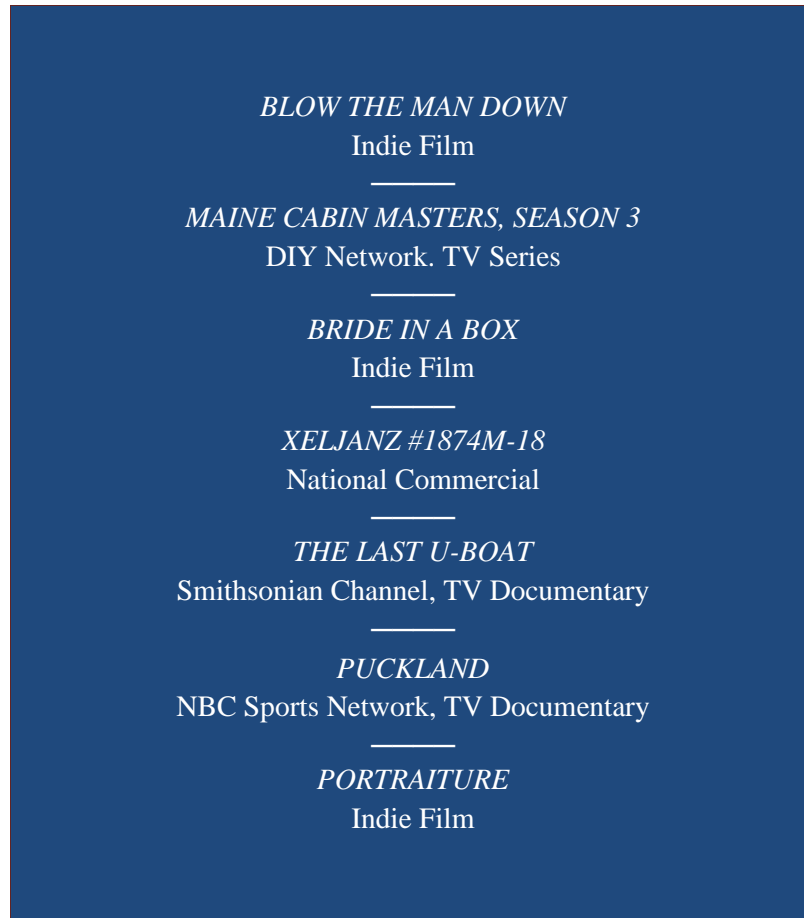 BLOW THE MAN DOWN
Indie Film
MAINE CABIN MASTERS, SEASON 3
DIY Network. TV Series
BRIDE IN A BOX
Indie Film
XELJANZ #1874M-18
National Commercial
THE LAST U-BOAT
Smithsonian Channel, TV Documentary
PUCKLAND
NBC Sports Network, TV Documentary
PORTRAITURE
Indie Film